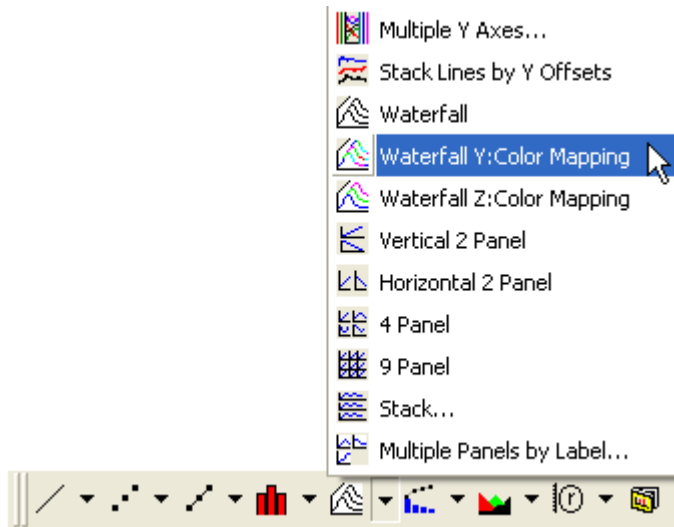 Multiple Y Axes...
Stack Lines by Y Offsets
Waterfall
Waterfall Y:Color Mapping
Waterfall Z:Color Mapping
Vertical 2 Panel
Horizontal 2 Panel
4 Panel
9 Panel
Stack...
Multiple Panels by Label...